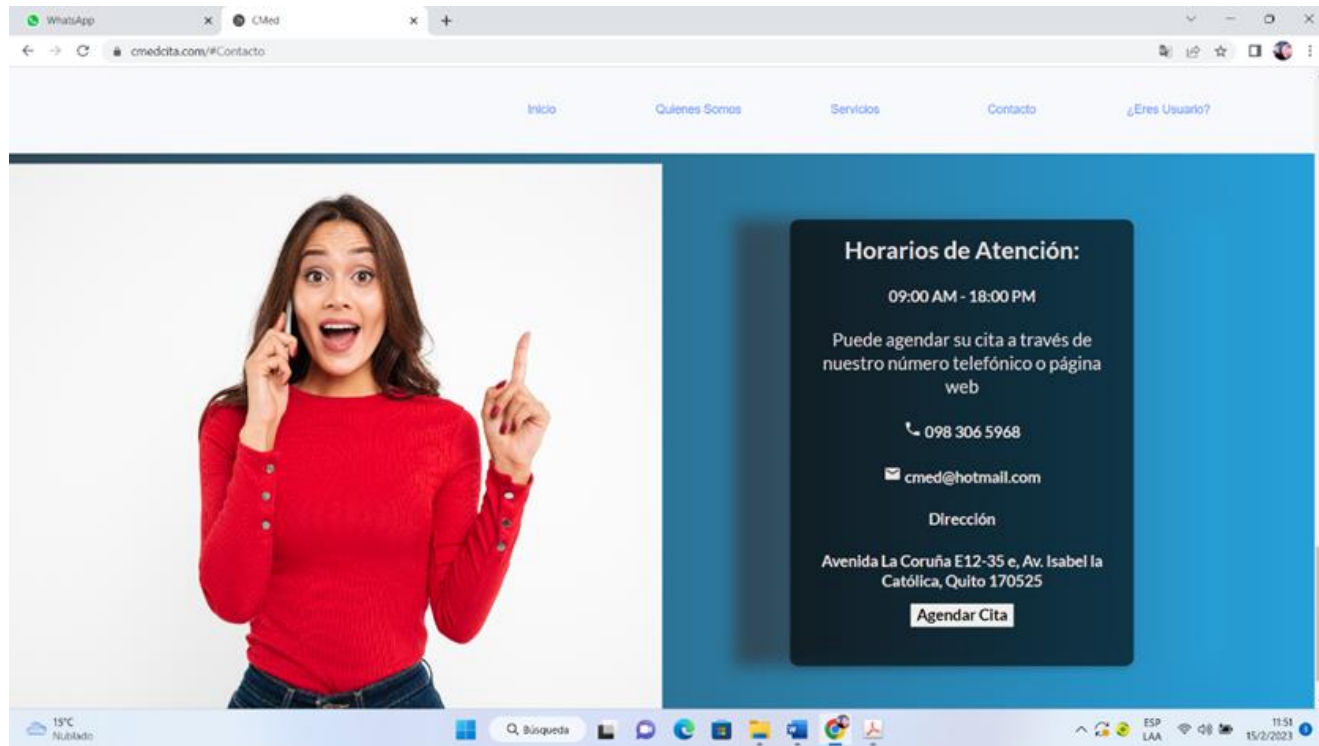 WhatsApp
CMed
cmedcita.com/#Contacto
Inicio
Quienes Somos
Servicios
Contacto
¿Eres Usuario?
Horarios de Atención:
09:00 AM - 18:00 PM
Puede agendar su cita a través de
nuestro número telefónico o página
web
098 306 5968
cmed@hotmail.com
Dirección
Avenida La Coruña E12-35 e, Av. Isabel la
Católica, Quito 170525
Agendar Cita
15°C
Nublado
Búsqueda
ESP
LAA
11:51
15/2/2023